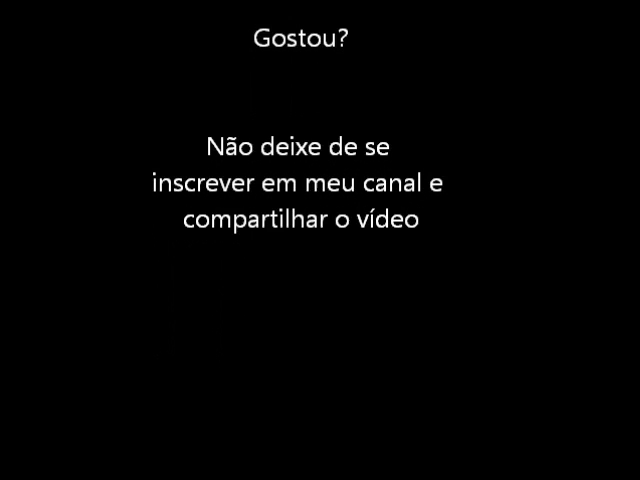 Gostou?
Não deixe de se
inscrever em meu canal e
compartilhar o vídeo